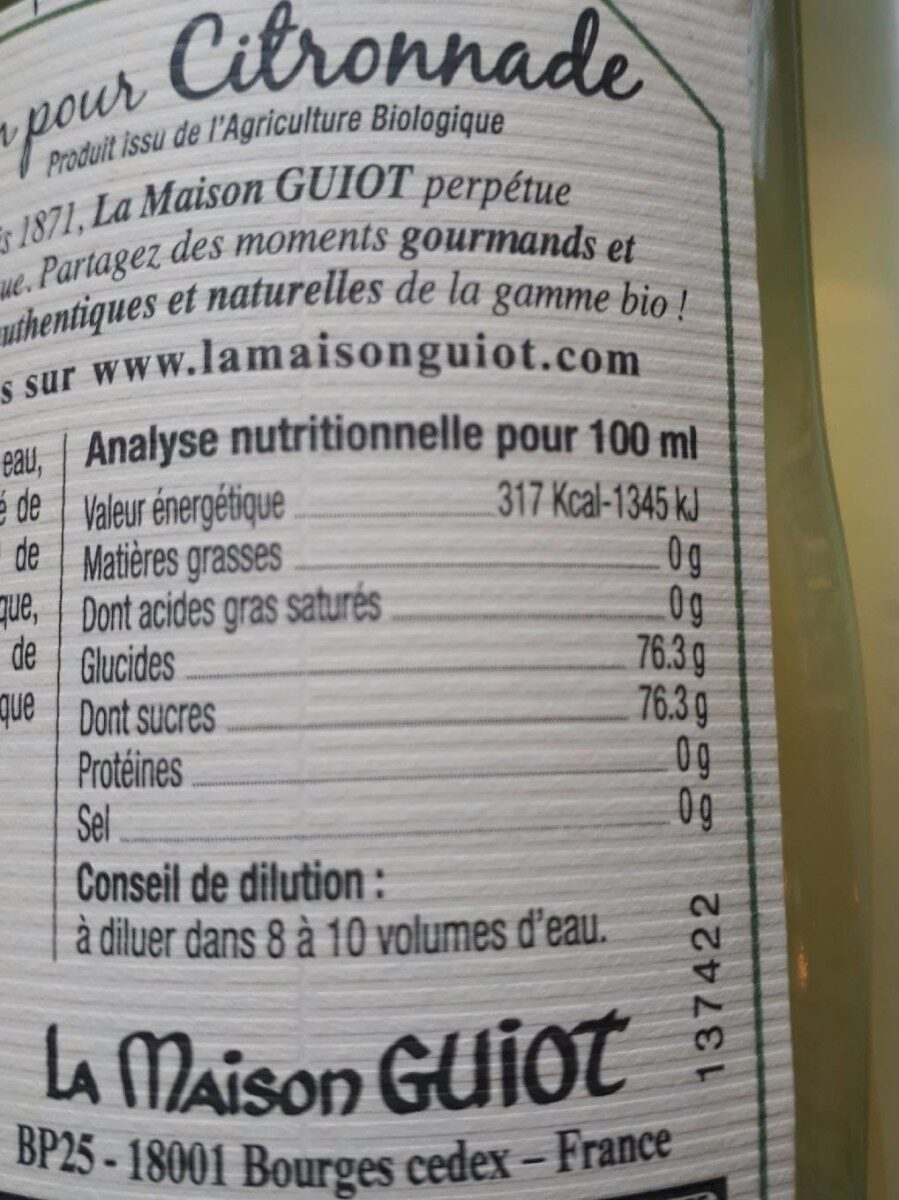 pour Citronnade
Produit issu de l'Agriculture Biologique
1871, La Maison GUIOT perpétue
Partagez des moments gourmands et
authentiques et naturelles de la gamme bio !
sur www.lamaisonguiot.com
eau,
de
de
que,
de
que
Analyse nutritionnelle pour 100 ml
Valeur énergétique 317 Kcal-1345 kJ
Matières grasses 0 g
Dont acides gras saturés 0 g
Glucides 76.3 g
Dont sucres 76.3 g
Protéines 0 g
Sel 0 g
Conseil de dilution :
à diluer dans 8 à 10 volumes d'eau.
137422
LA MAison GUiOT
BP25 - 18001 Bourges cedex – France